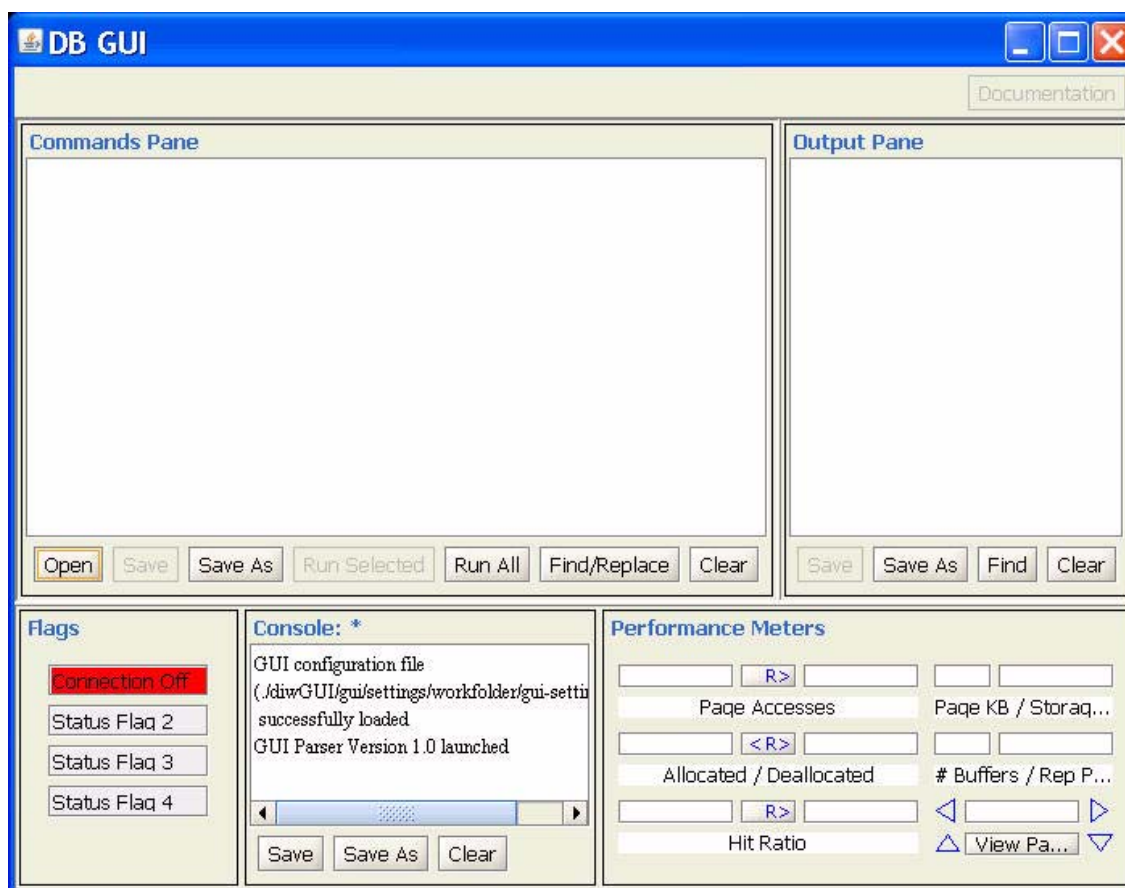 DB GUI
Documentation
Commands Pane
Output Pane
Open Save Save As Run Selected Run All Find/Replace Clear
Save Save As Find Clear
Flags
Connection Off
Status Flag 2
Status Flag 3
Status Flag 4
Console: *
GUI configuration file
(./diwGUI/gui/settings/workfolder/gui-settin
successfully loaded
GUI Parser Version 1.0 launched
Save Save As Clear
Performance Meters
R>
Page Accesses
Page KB / Storag...
< R>
Allocated / Deallocated
# Buffers / Rep P...
R>
Hit Ratio
View Pa...